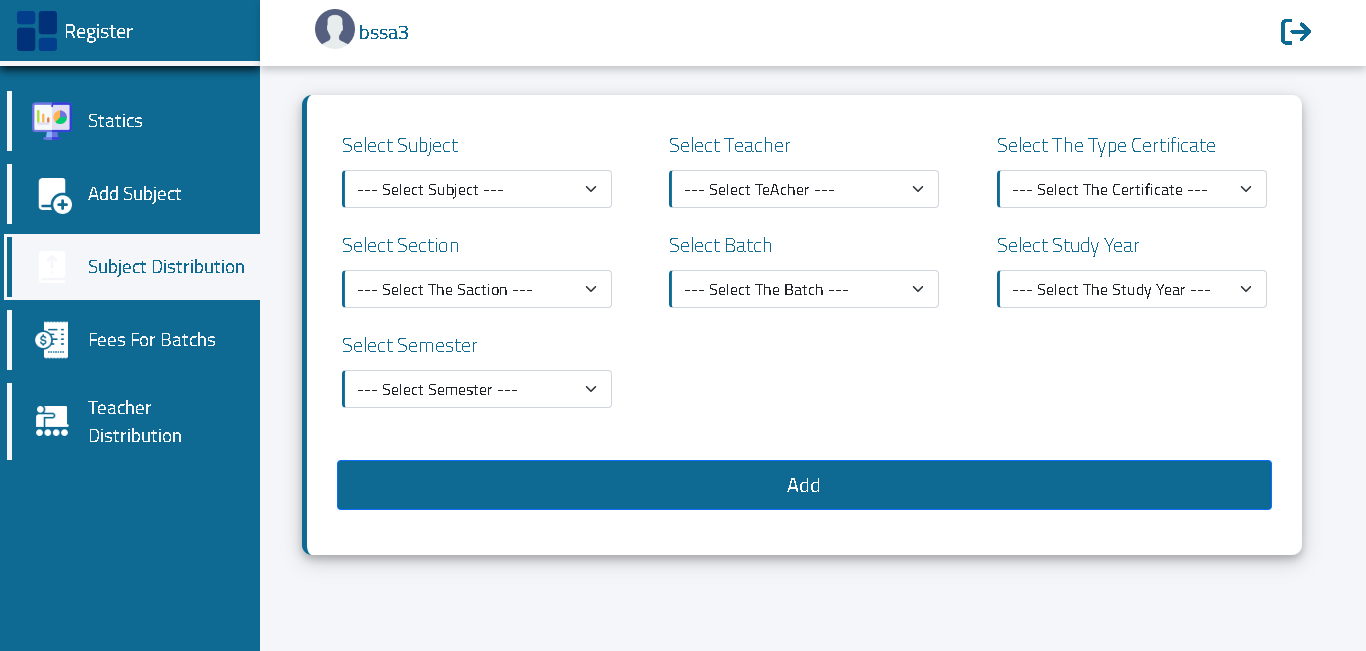 Register
bssa3
Statics
Add Subject
Subject Distribution
Fees For Batchs
Teacher
Distribution
Select Subject
--- Select Subject ---
Select Teacher
--- Select TeAcher ---
Select The Type Certificate
--- Select The Certificate ---
Select Section
--- Select The Saction ---
Select Batch
--- Select The Batch ---
Select Study Year
--- Select The Study Year ---
Select Semester
--- Select Semester ---
Add